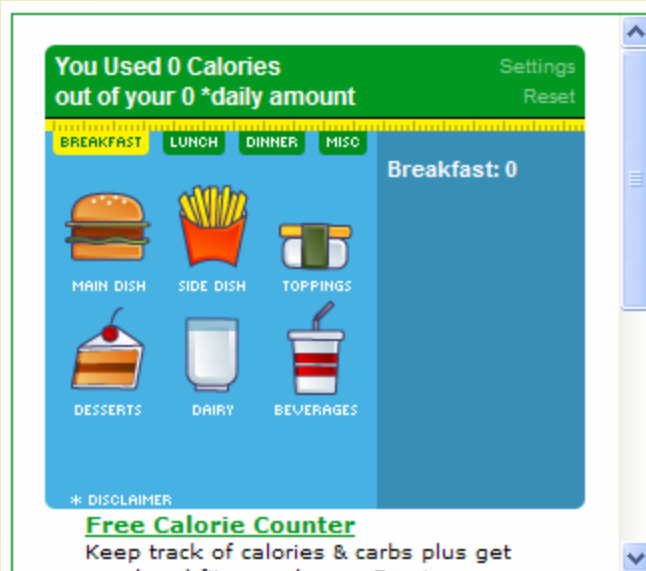 You Used 0 Calories
out of your 0 *daily amount
Settings
Reset
BREAKFAST LUNCH DINNER MISC
Breakfast: 0
MAIN DISH SIDE DISH TOPPINGS
DESSERTS DAIRY BEVERAGES
* DISCLAIMER
Free Calorie Counter
Keep track of calories & carbs plus get